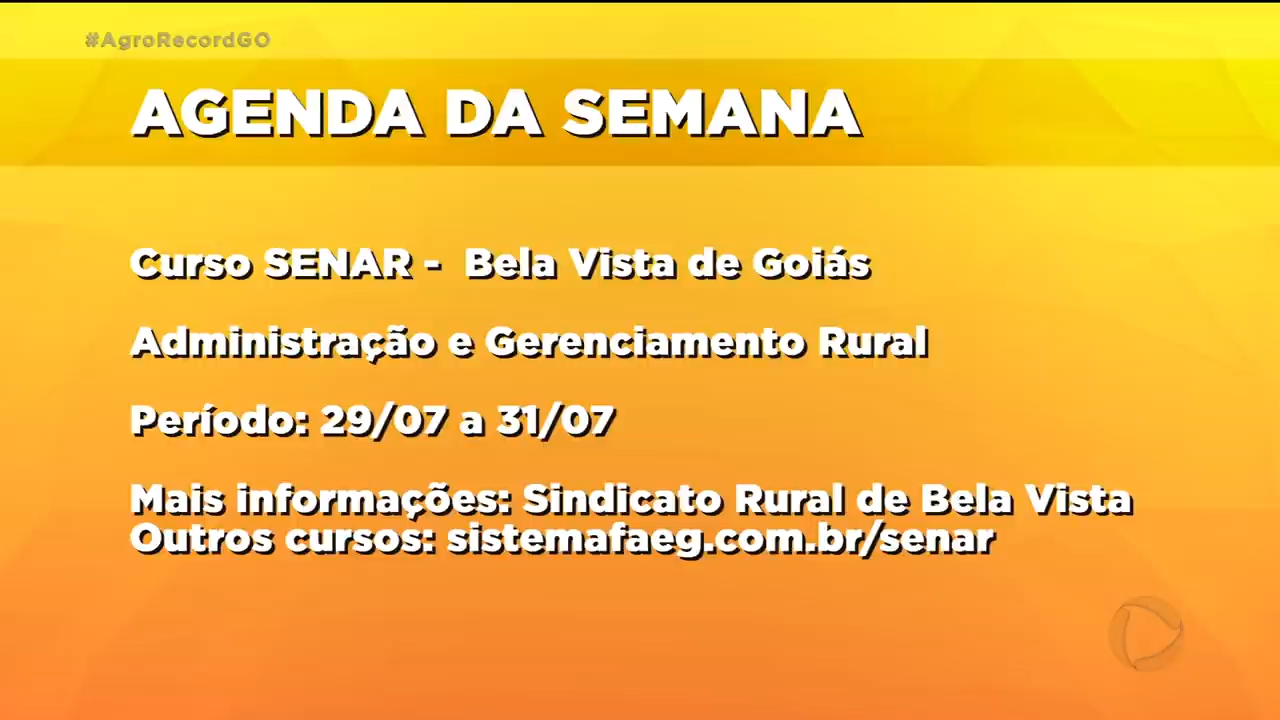 #AgroRecordGO
AGENDA DA SEMANA
Curso SENAR - Bela Vista de Goiás
Administração e Gerenciamento Rural
Período: 29/07 a 31/07
Mais informações: Sindicato Rural de Bela Vista
Outros cursos: sistemafaeg.com.br/senar